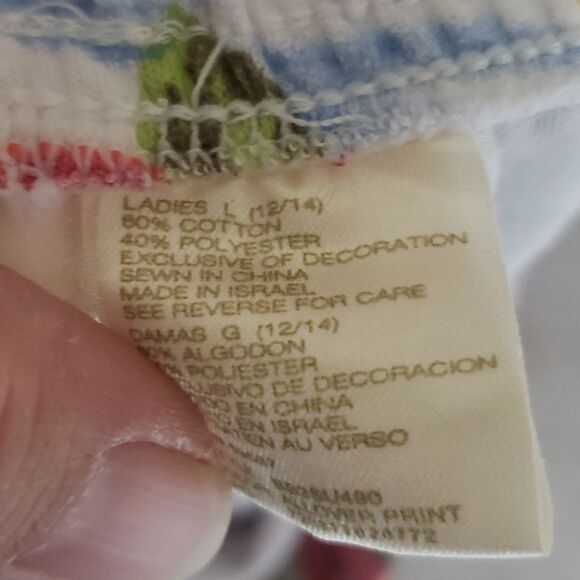 LADIES L (12/14)
60% COTTON
40% POLYESTER
EXCLUSIVE OF DECORATION
SEWN IN CHINA
MADE IN ISRAEL
SEE REVERSE FOR CARE
DAMAS G (12/14)
% ALGODON
% POLIESTER
DE DECORACION
EN CHINA
EN ISRAEL
AU VERSO
PRINT